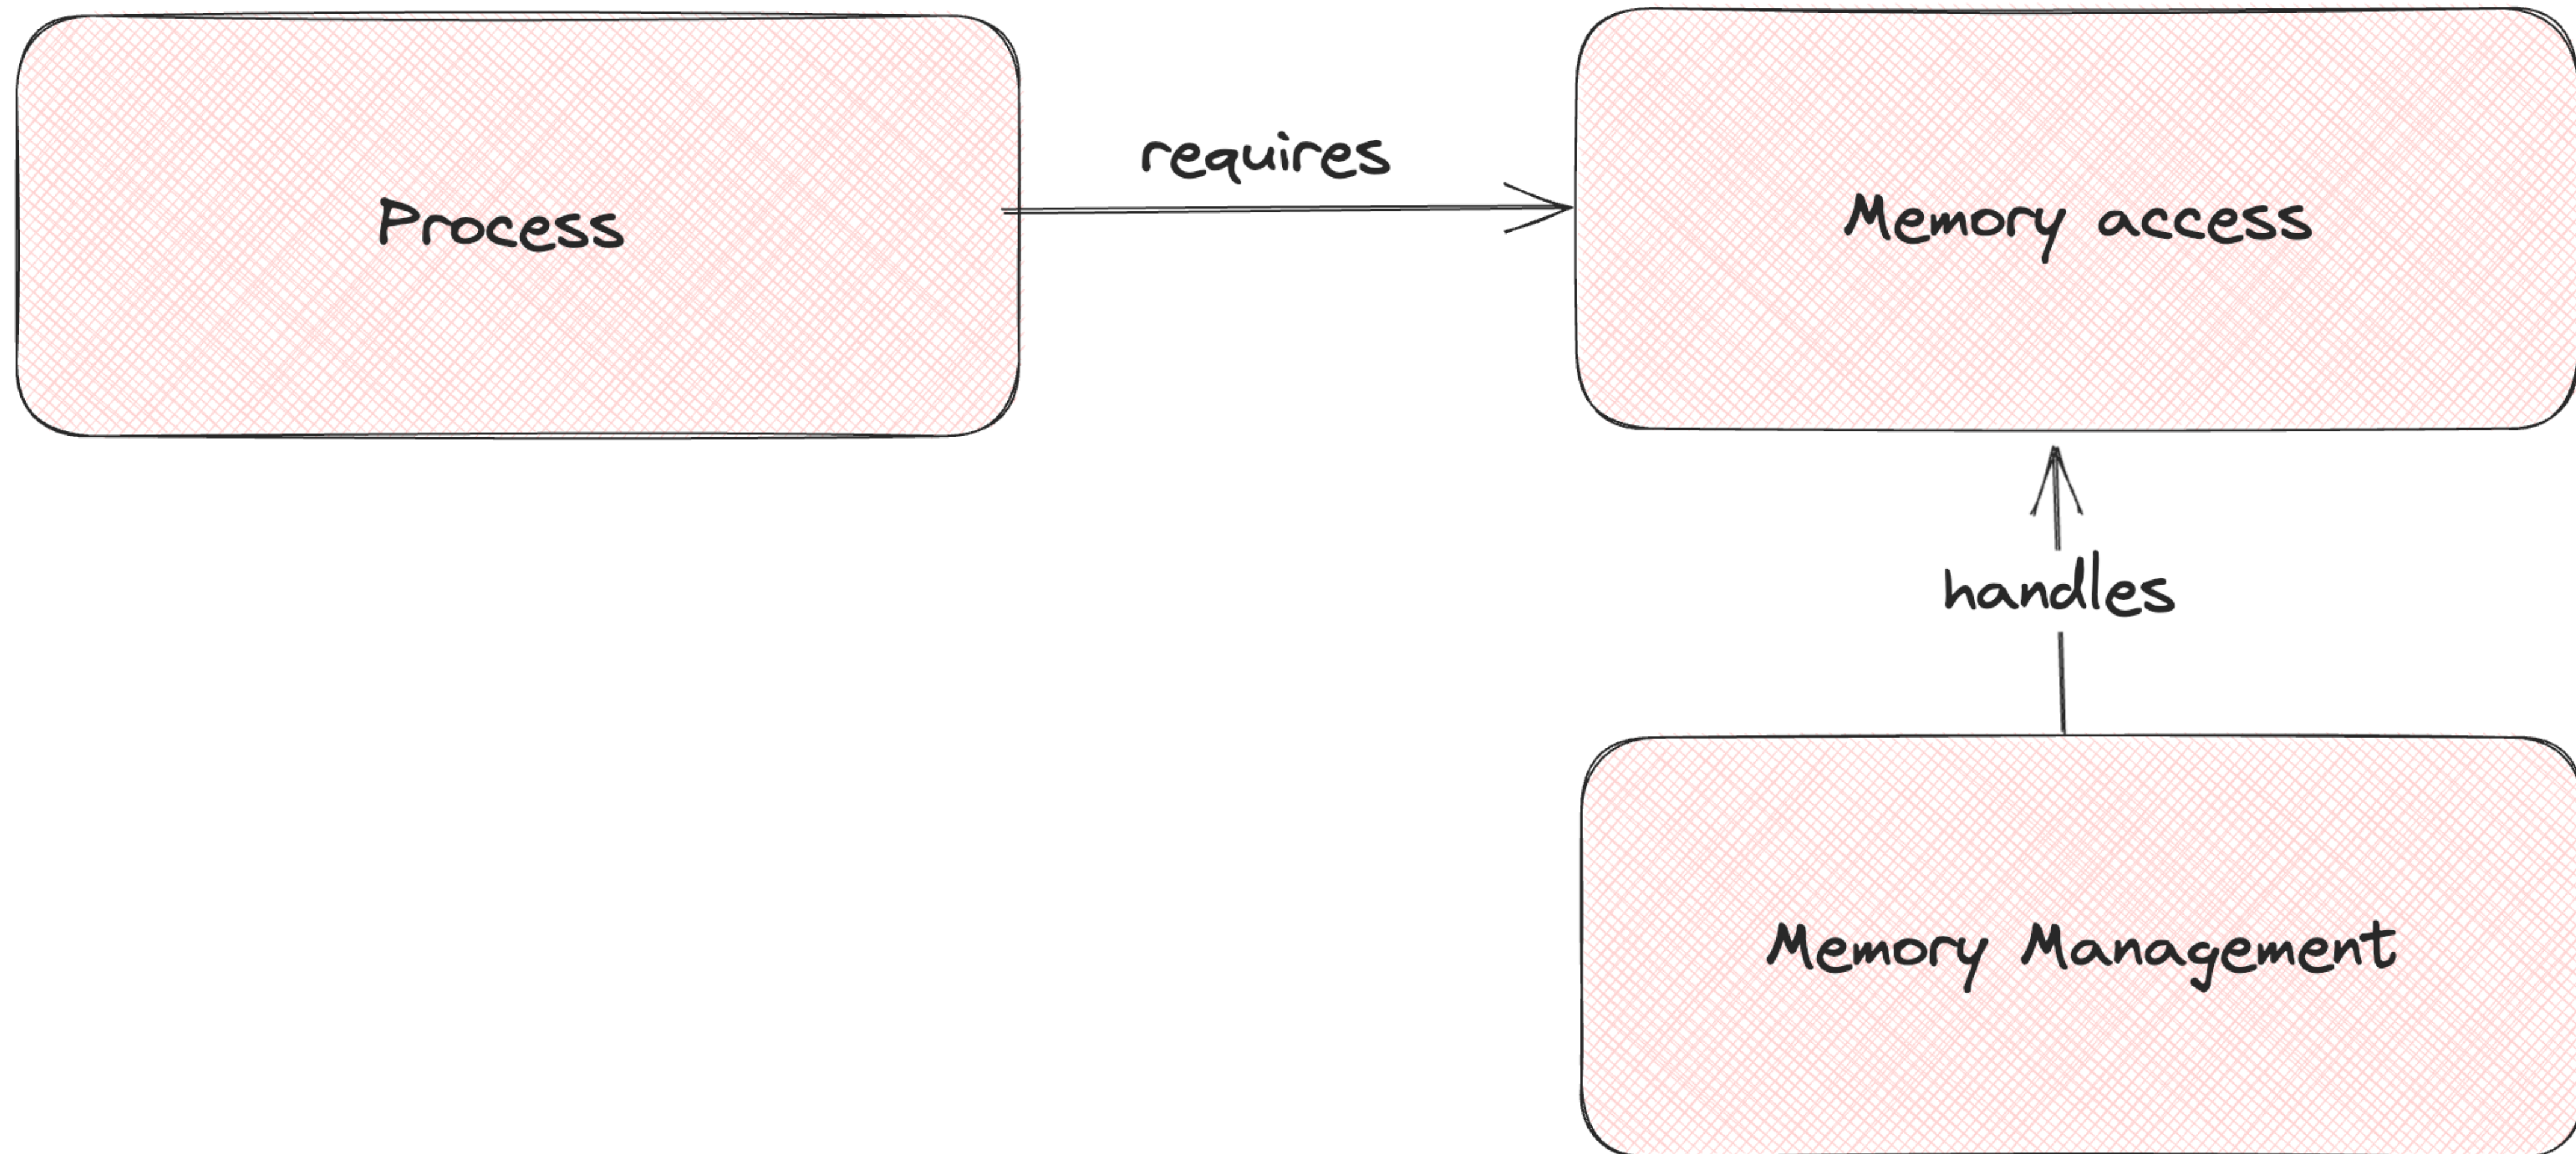 requires
Process
Memory access
handles
Memory Management